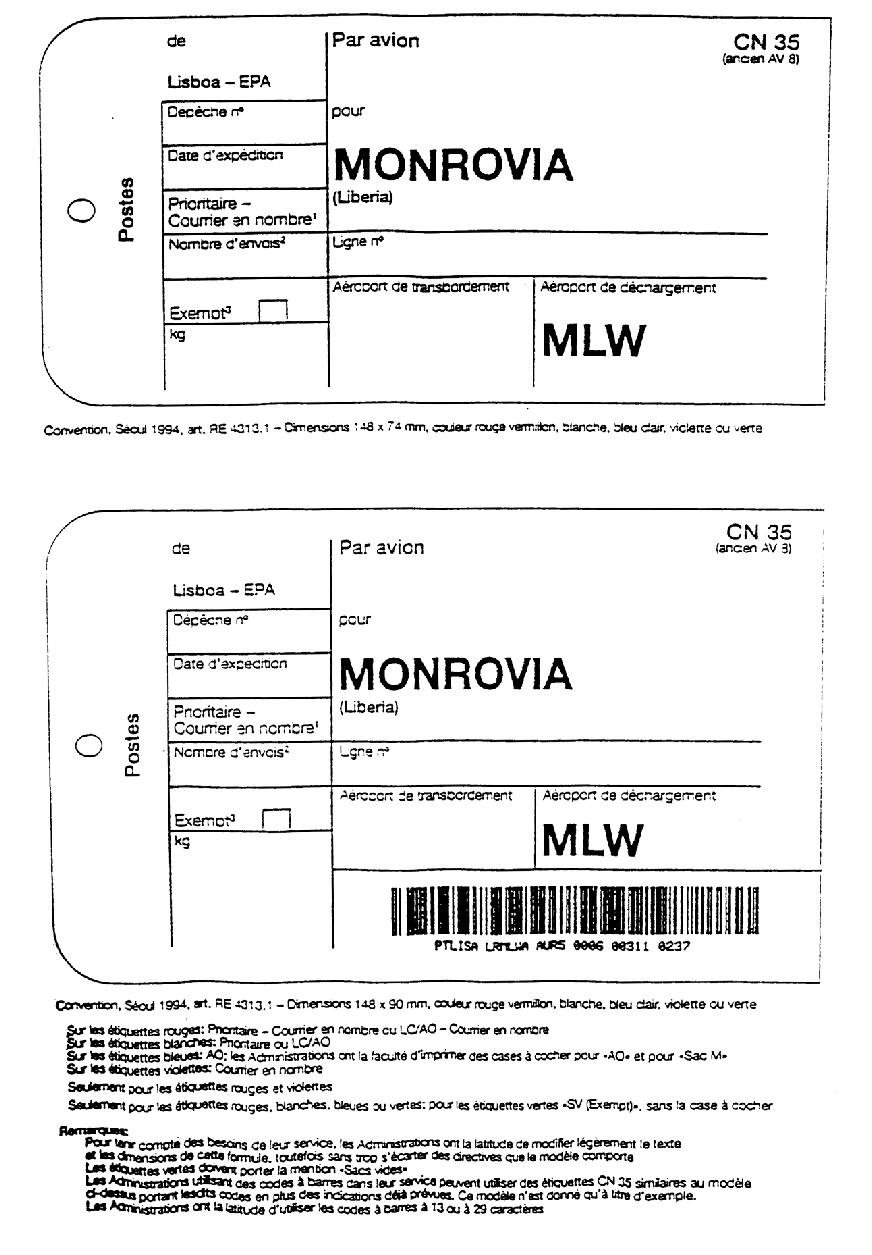 de
Par avion
CN 35
(ancien AV 8)
Lisboa – EPA
Dépêche nº
pour
Date d'expédition
MONROVIA
(Liberia)
Postes
Prioritaire –
Courrier en nombre¹
Nombre d'envois²
Ligne nº
Aéroport de transbordement
Aéroport de déchargement
Exempt³
kg
MLW
Convention, Séoul 1994, art. RE 4313.1 – Dimensions 148 x 74 mm, couleur rouge vermillon, blanche, bleu clair, violette ou verte
de
Par avion
CN 35
(ancien AV 8)
Lisboa – EPA
Dépêche nº
pour
Date d'expédition
MONROVIA
(Liberia)
Postes
Prioritaire –
Courrier en nombre¹
Nombre d'envois²
Ligne nº
Aéroport de transbordement
Aéroport de déchargement
Exempt³
kg
MLW
PTLISA LRMLWA AUR5 0006 00311 0237
Convention, Séoul 1994, art. RE 4313.1 – Dimensions 148 x 90 mm, couleur rouge vermillon, blanche, bleu clair, violette ou verte
Sur les étiquettes rouges: Prioritaire – Courrier en nombre ou LC/AO – Courrier en nombre
Sur les étiquettes blanches: Prioritaire ou LC/AO
Sur les étiquettes bleues: AO; les Administrations ont la faculté d'imprimer des cases à cocher pour «AO» et pour «Sac M»
Sur les étiquettes violettes: Courrier en nombre
Seulement pour les étiquettes rouges et violettes
Seulement pour les étiquettes rouges, blanches, bleues ou vertes; pour les étiquettes vertes «SV (Exempt)», sans la case à cocher
Remarques:
Pour tenir compte des besoins de leur service, les Administrations ont la latitude de modifier légèrement le texte
et les dimensions de cette formule, toutefois sans trop s'écarter des directives que le modèle comporte
Les étiquettes vertes doivent porter la mention «Sacs vides»
Les Administrations utilisant des codes à barres dans leur service peuvent utiliser des étiquettes CN 35 similaires au modèle
ci-dessus portant lesdits codes en plus des indications déjà prévues. Ce modèle n'est donné qu'à titre d'exemple.
Les Administrations ont la latitude d'utiliser les codes à barres à 13 ou à 29 caractères